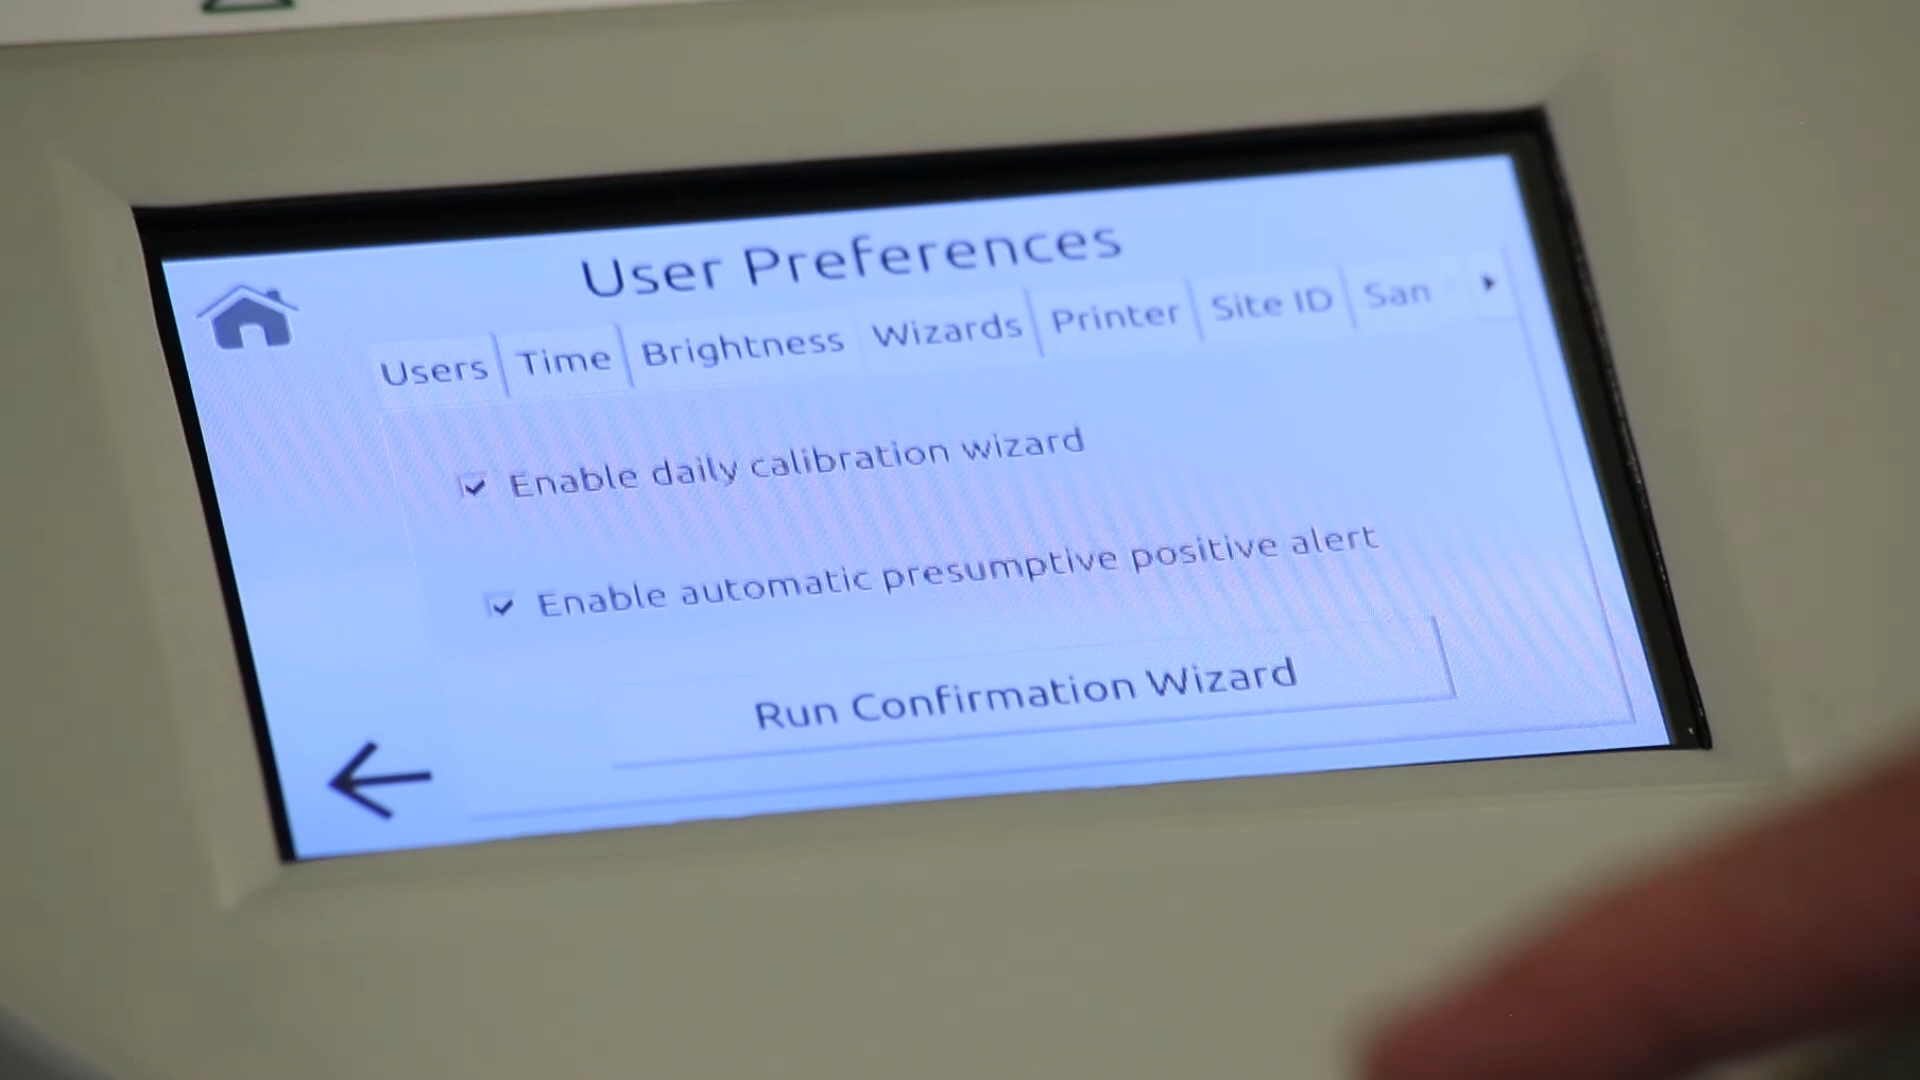 User Preferences
Users Time Brightness Wizards Printer Site ID San
Enable daily calibration wizard
Enable automatic presumptive positive alert
Run Confirmation Wizard